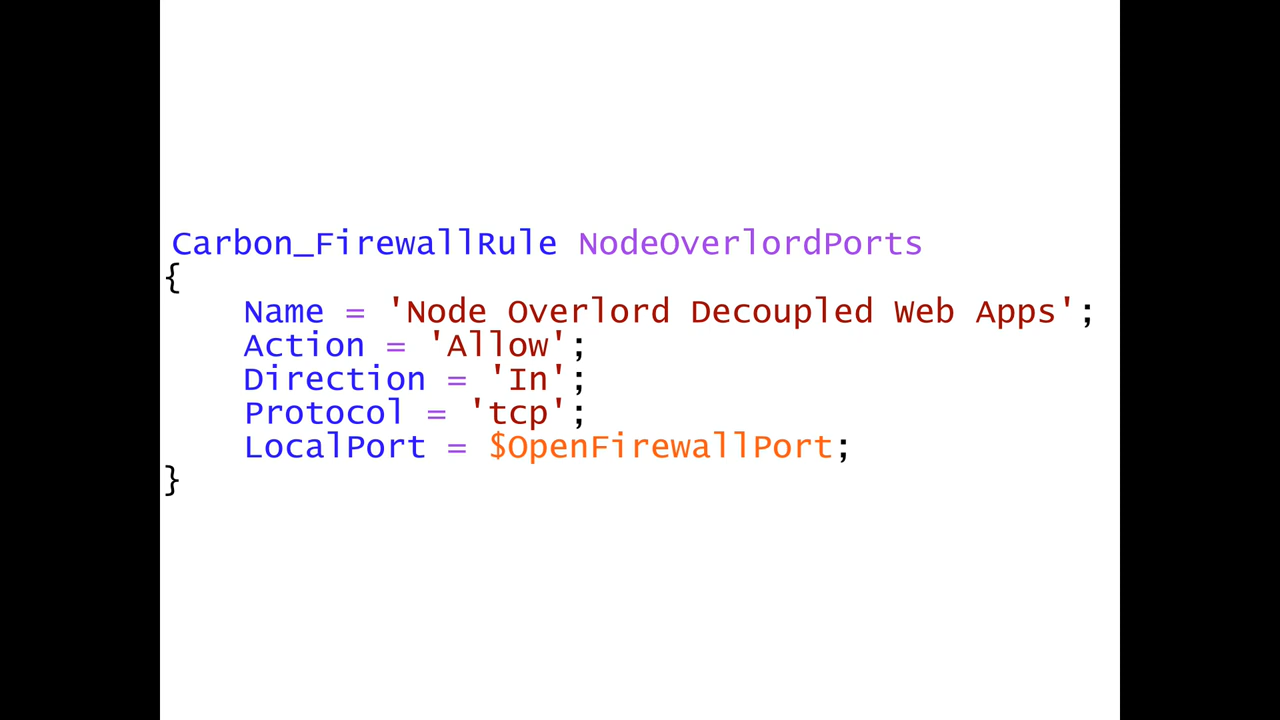 Carbon_FirewallRule NodeOverlordPorts
{
    Name = 'Node Overlord Decoupled Web Apps';
    Action = 'Allow';
    Direction = 'In';
    Protocol = 'tcp';
    LocalPort = $OpenFirewallPort;
}